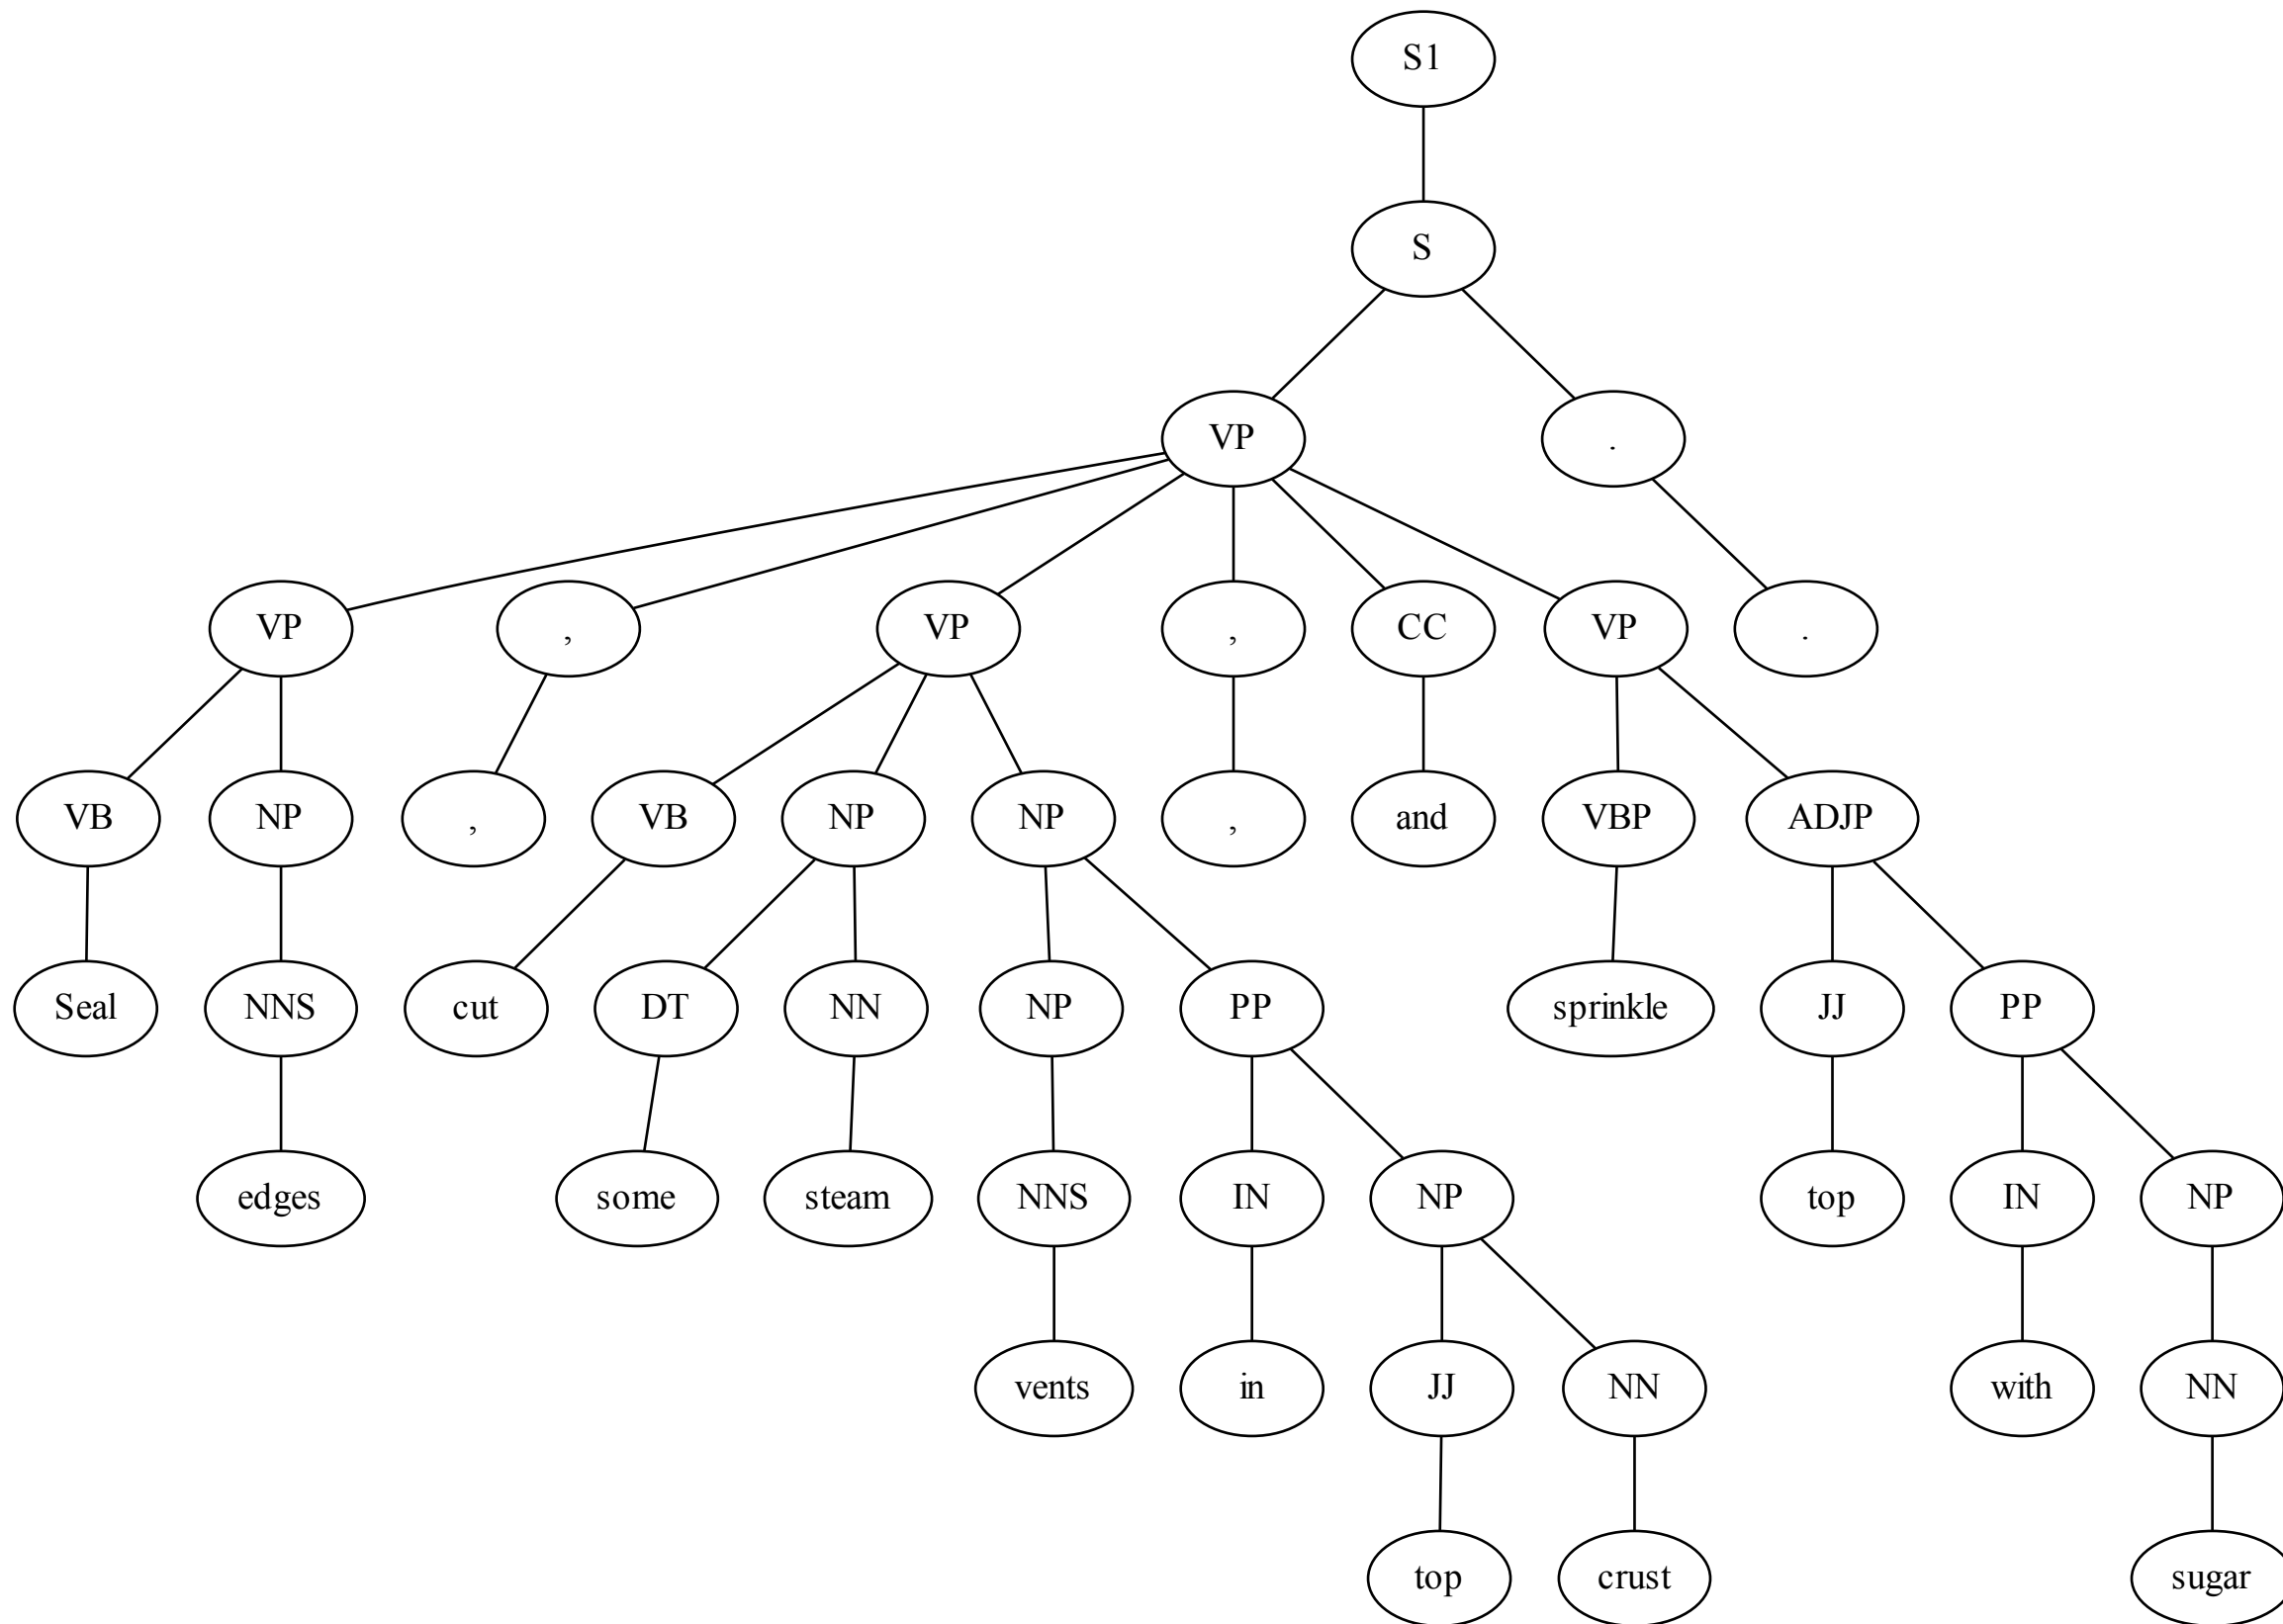 S1
S
VP .
VP , VP , CC VP .
VB NP , VB NP NP , and VBP ADJP
Seal NNS cut DT NN NP PP sprinkle JJ PP
edges some steam NNS IN NP top IN NP
vents in JJ NN with NN
top crust sugar